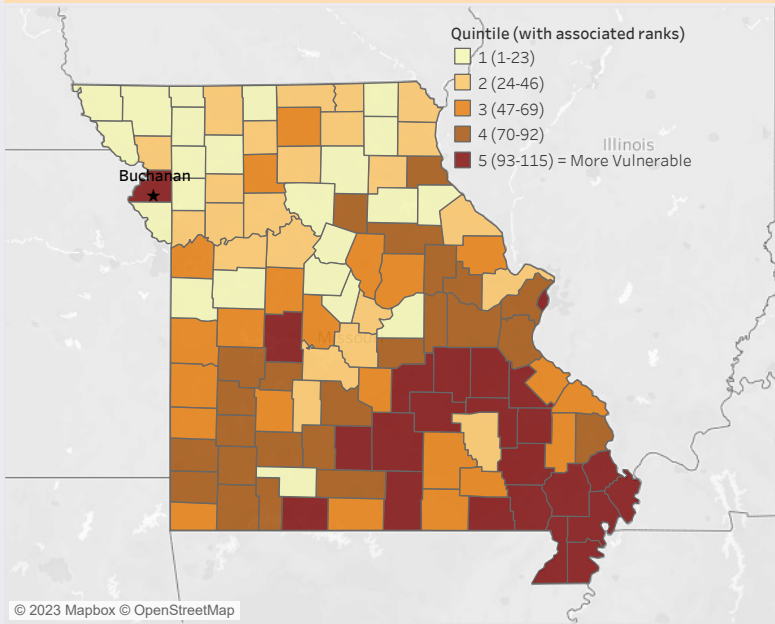 Quintile (with associated ranks)
1 (1-23)
2 (24-46)
3 (47-69)
4 (70-92)
5 (93-115) = More Vulnerable
Illinois
Buchanan
Missouri
© 2023 Mapbox © OpenStreetMap